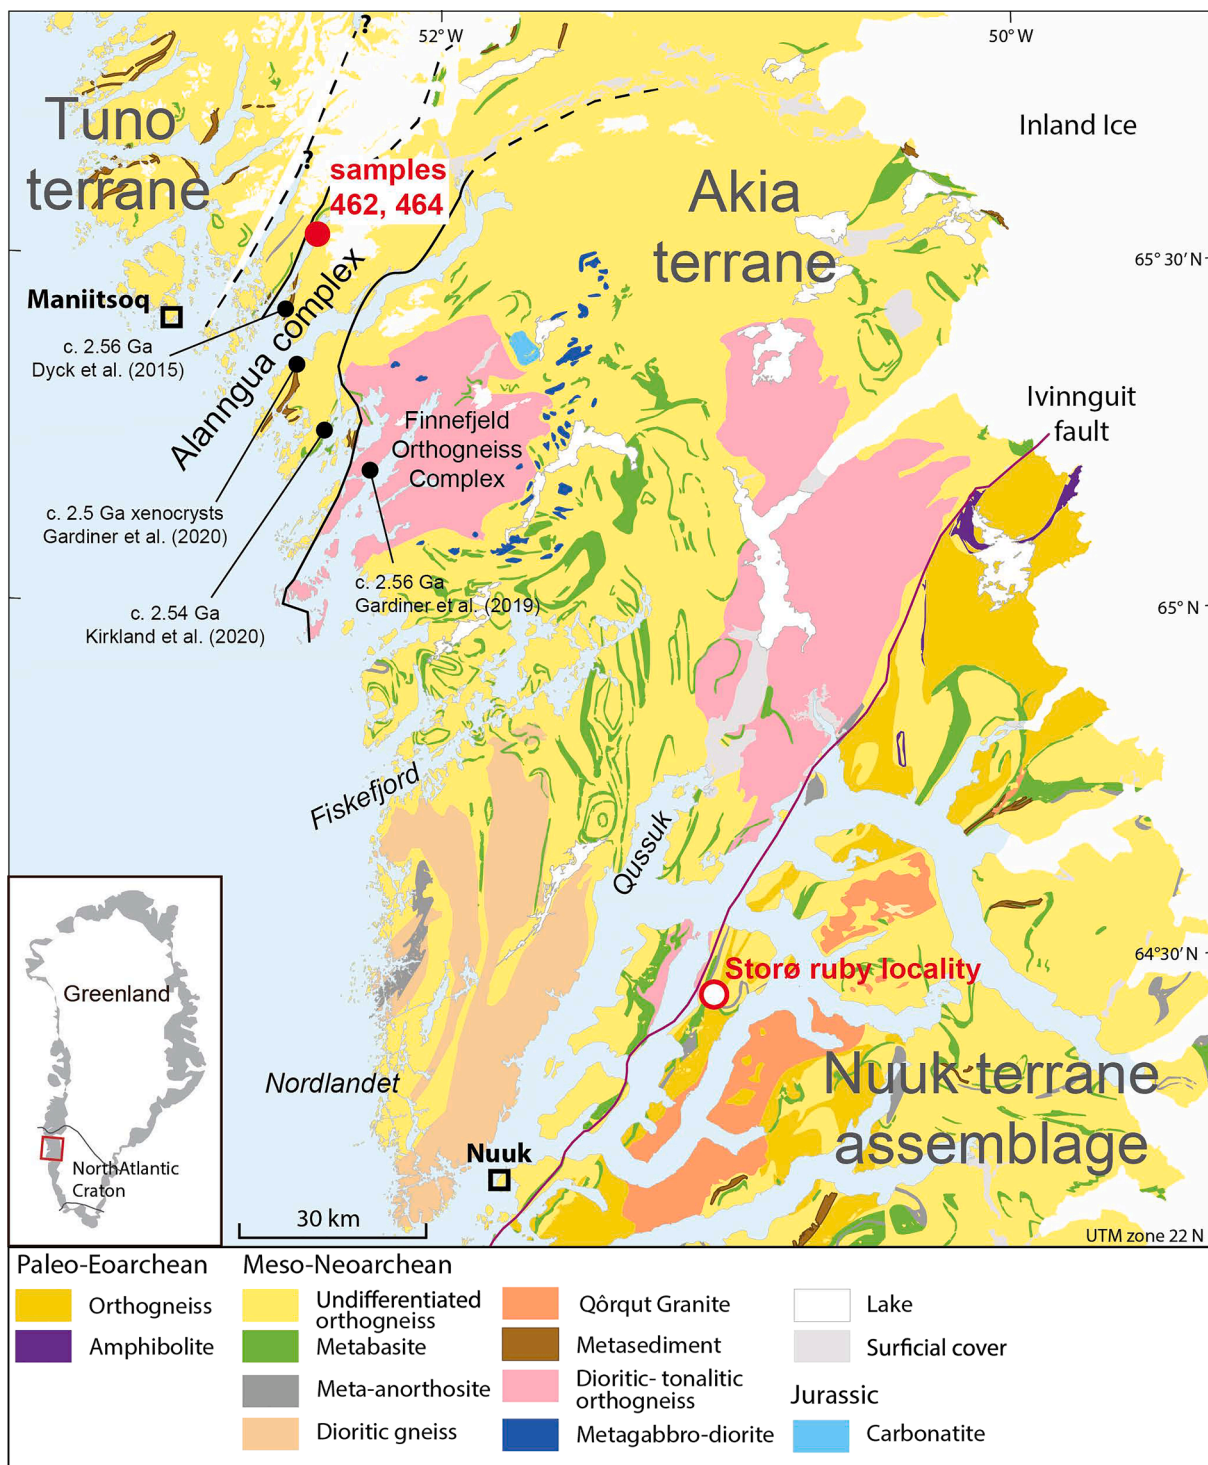 ?
52°W
50°W
Tuno
terrane
Inland Ice
?
samples
462, 464
Akia
terrane
65° 30′ N
Maniitsoq
c. 2.56 Ga
Dyck et al. (2015)
Alanngua complex
Ivinnguit
fault
Finnefjeld
Orthogneiss
Complex
c. 2.5 Ga xenocrysts
Gardiner et al. (2020)
c. 2.56 Ga
Gardiner et al. (2019)
c. 2.54 Ga
Kirkland et al. (2020)
65° N
Fiskefjord
Qussuk
64°30′ N
Storø ruby locality
Greenland
Nordlandet
Nuuk terrane
assemblage
NorthAtlantic
Craton
Nuuk
30 km
UTM zone 22 N
Paleo-Eoarchean
Orthogneiss
Amphibolite
Meso-Neoarchean
Undifferentiated
orthogneiss
Metabasite
Meta-anorthosite
Dioritic gneiss
Qôrqut Granite
Metasediment
Dioritic- tonalitic
orthogneiss
Metagabbro-diorite
Lake
Surficial cover
Jurassic
Carbonatite